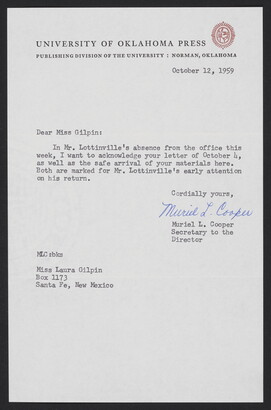 UNIVERSITY OF OKLAHOMA PRESS
PUBLISHING DIVISION OF THE UNIVERSITY : NORMAN, OKLAHOMA
October 12, 1959
Dear Miss Gilpin:
In Mr. Lottinville's absence from the office this
week, I want to acknowledge your letter of October 4,
as well as the safe arrival of your materials here.
Both are marked for Mr. Lottinville's early attention
on his return.
Cordially yours,
Muriel L. Cooper
Muriel L. Cooper
Secretary to the
Director
MLC:bks
Miss Laura Gilpin
Box 1173
Santa Fe, New Mexico